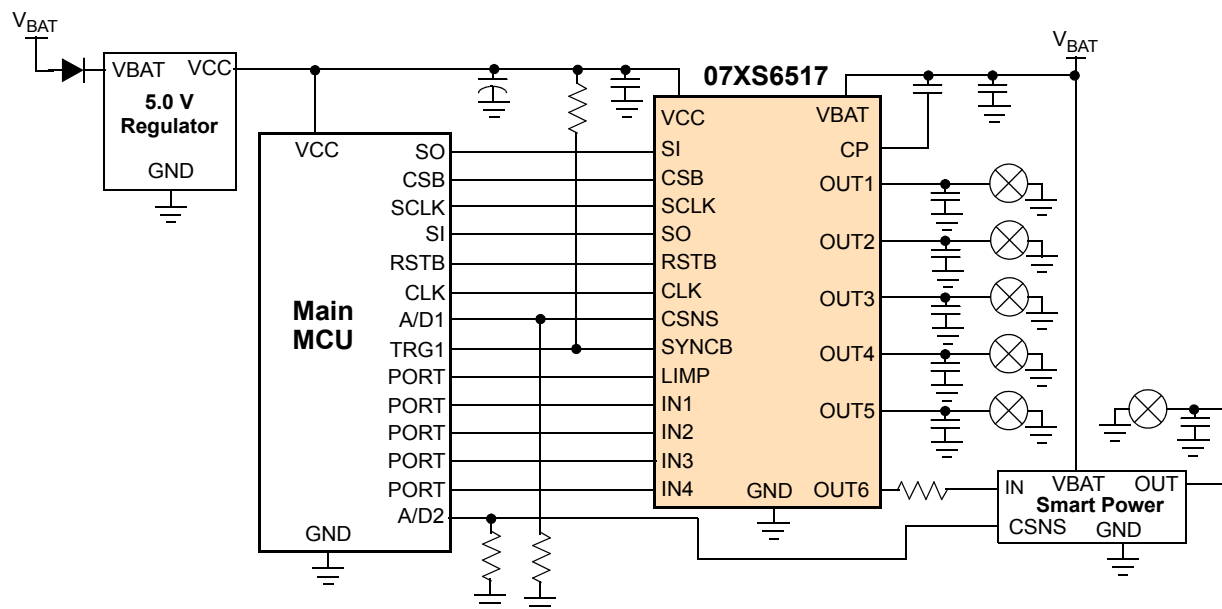 VBAT
VBAT VCC
5.0 V
Regulator
GND
VCC
Main
MCU
SO
CSB
SCLK
SI
RSTB
CLK
A/D1
TRG1
PORT
PORT
PORT
PORT
PORT
A/D2
GND
07XS6517
VCC
SI
CSB
SCLK
SO
RSTB
CLK
CSNS
SYNCB
LIMP
IN1
IN2
IN3
IN4
GND
VBAT
CP
OUT1
OUT2
OUT3
OUT4
OUT5
OUT6
VBAT
IN VBAT OUT
Smart Power
CSNS GND